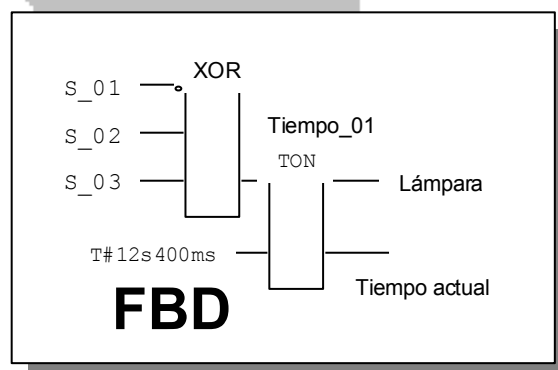 XOR
S_01
S_02
Tiempo_01
TON
S_03
Lámpara
T#12s400ms
Tiempo actual
FBD